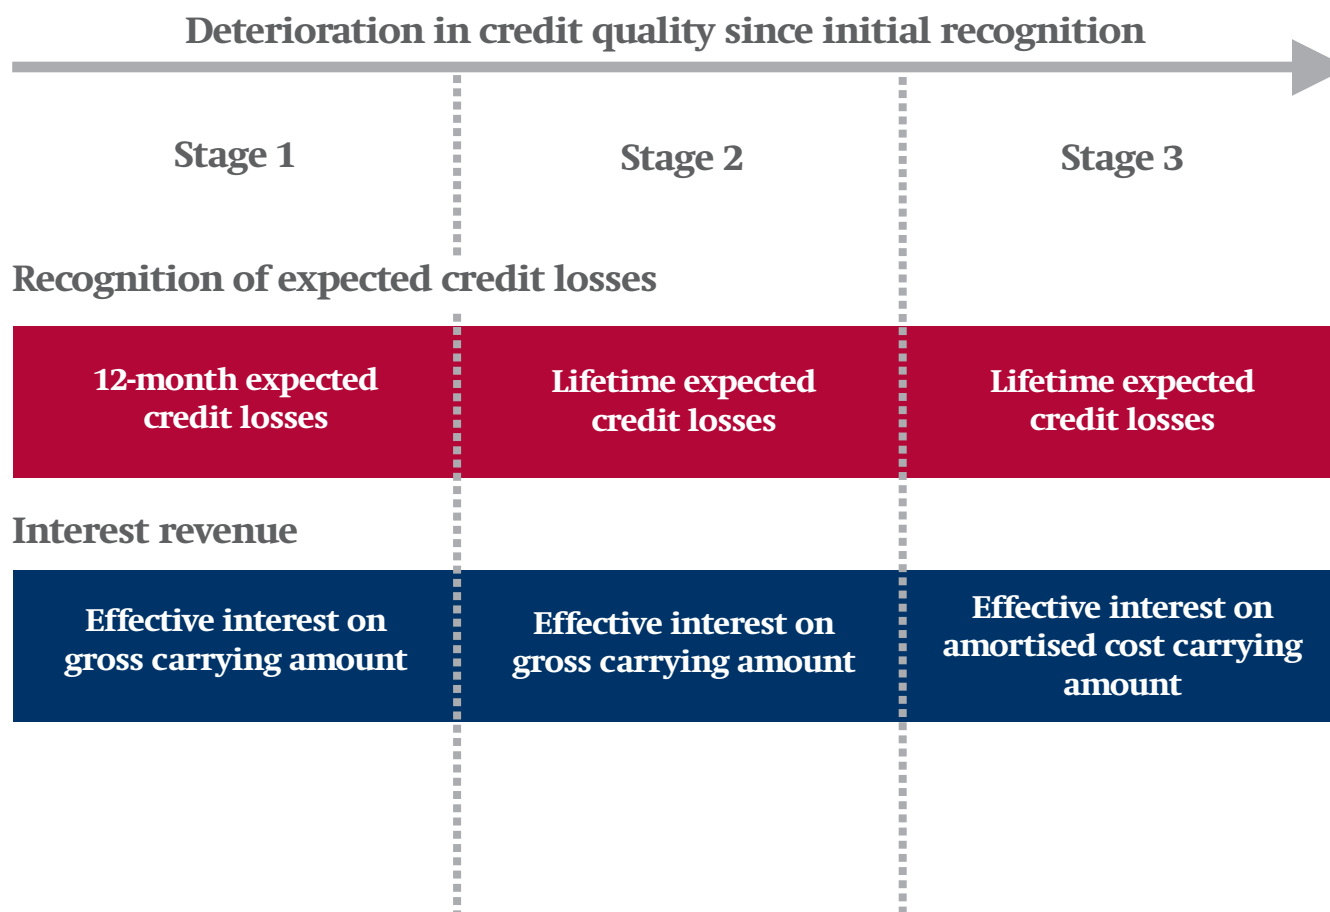 Deterioration in credit quality since initial recognition
Stage 1
Stage 2
Stage 3
Recognition of expected credit losses
12-month expected
credit losses
Lifetime expected
credit losses
Lifetime expected
credit losses
Interest revenue
Effective interest on
gross carrying amount
Effective interest on
gross carrying amount
Effective interest on
amortised cost carrying
amount